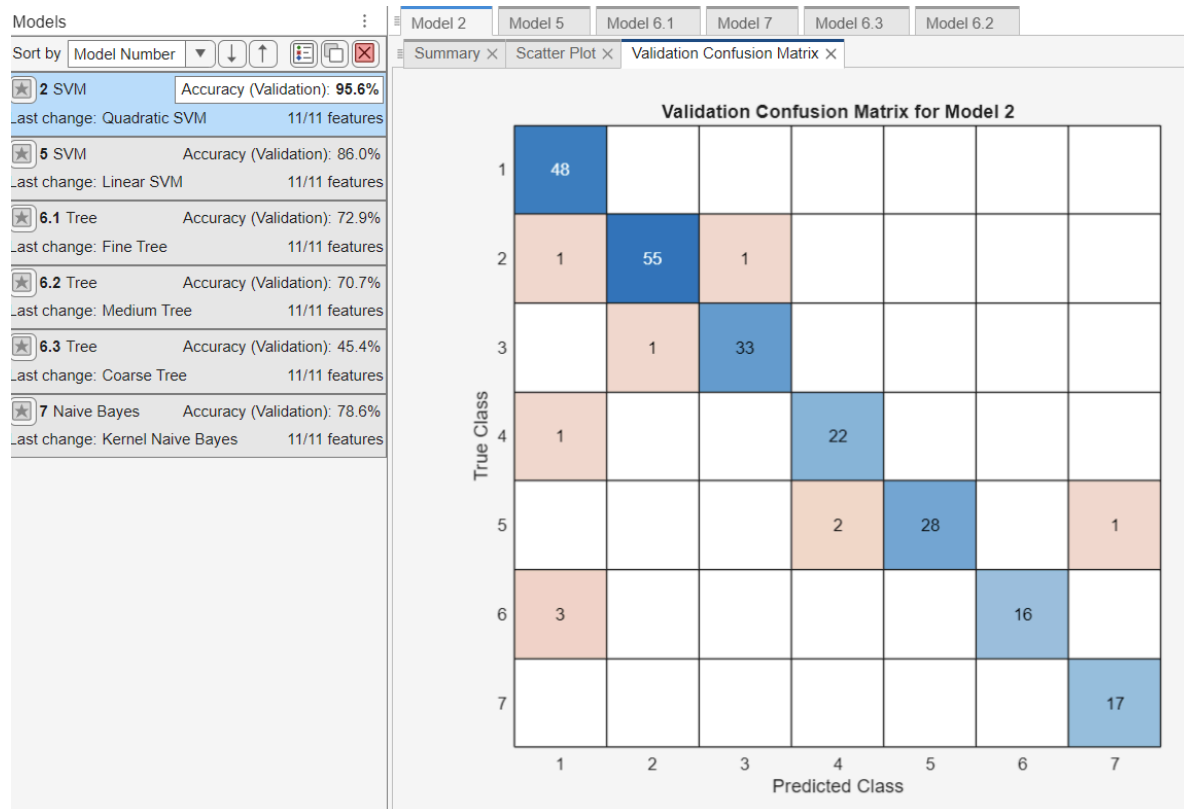 Models
Sort by Model Number
2 SVM Accuracy (Validation): 95.6%
Last change: Quadratic SVM 11/11 features
5 SVM Accuracy (Validation): 86.0%
Last change: Linear SVM 11/11 features
6.1 Tree Accuracy (Validation): 72.9%
Last change: Fine Tree 11/11 features
6.2 Tree Accuracy (Validation): 70.7%
Last change: Medium Tree 11/11 features
6.3 Tree Accuracy (Validation): 45.4%
Last change: Coarse Tree 11/11 features
7 Naive Bayes Accuracy (Validation): 78.6%
Last change: Kernel Naive Bayes 11/11 features
Model 2 Model 5 Model 6.1 Model 7 Model 6.3 Model 6.2
Summary Scatter Plot Validation Confusion Matrix
Validation Confusion Matrix for Model 2
True Class
1 48
2 1 55 1
3 1 33
4 1 22
5 2 28 1
6 3 16
7 17
1 2 3 4 5 6 7
Predicted Class